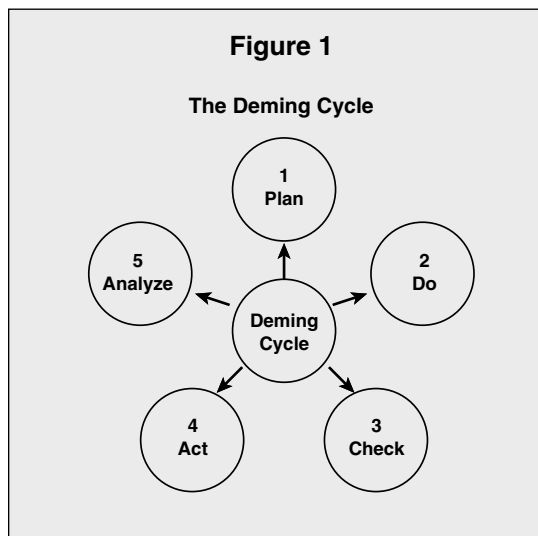 Figure 1
The Deming Cycle
1
Plan
2
Do
3
Check
4
Act
5
Analyze
Deming
Cycle